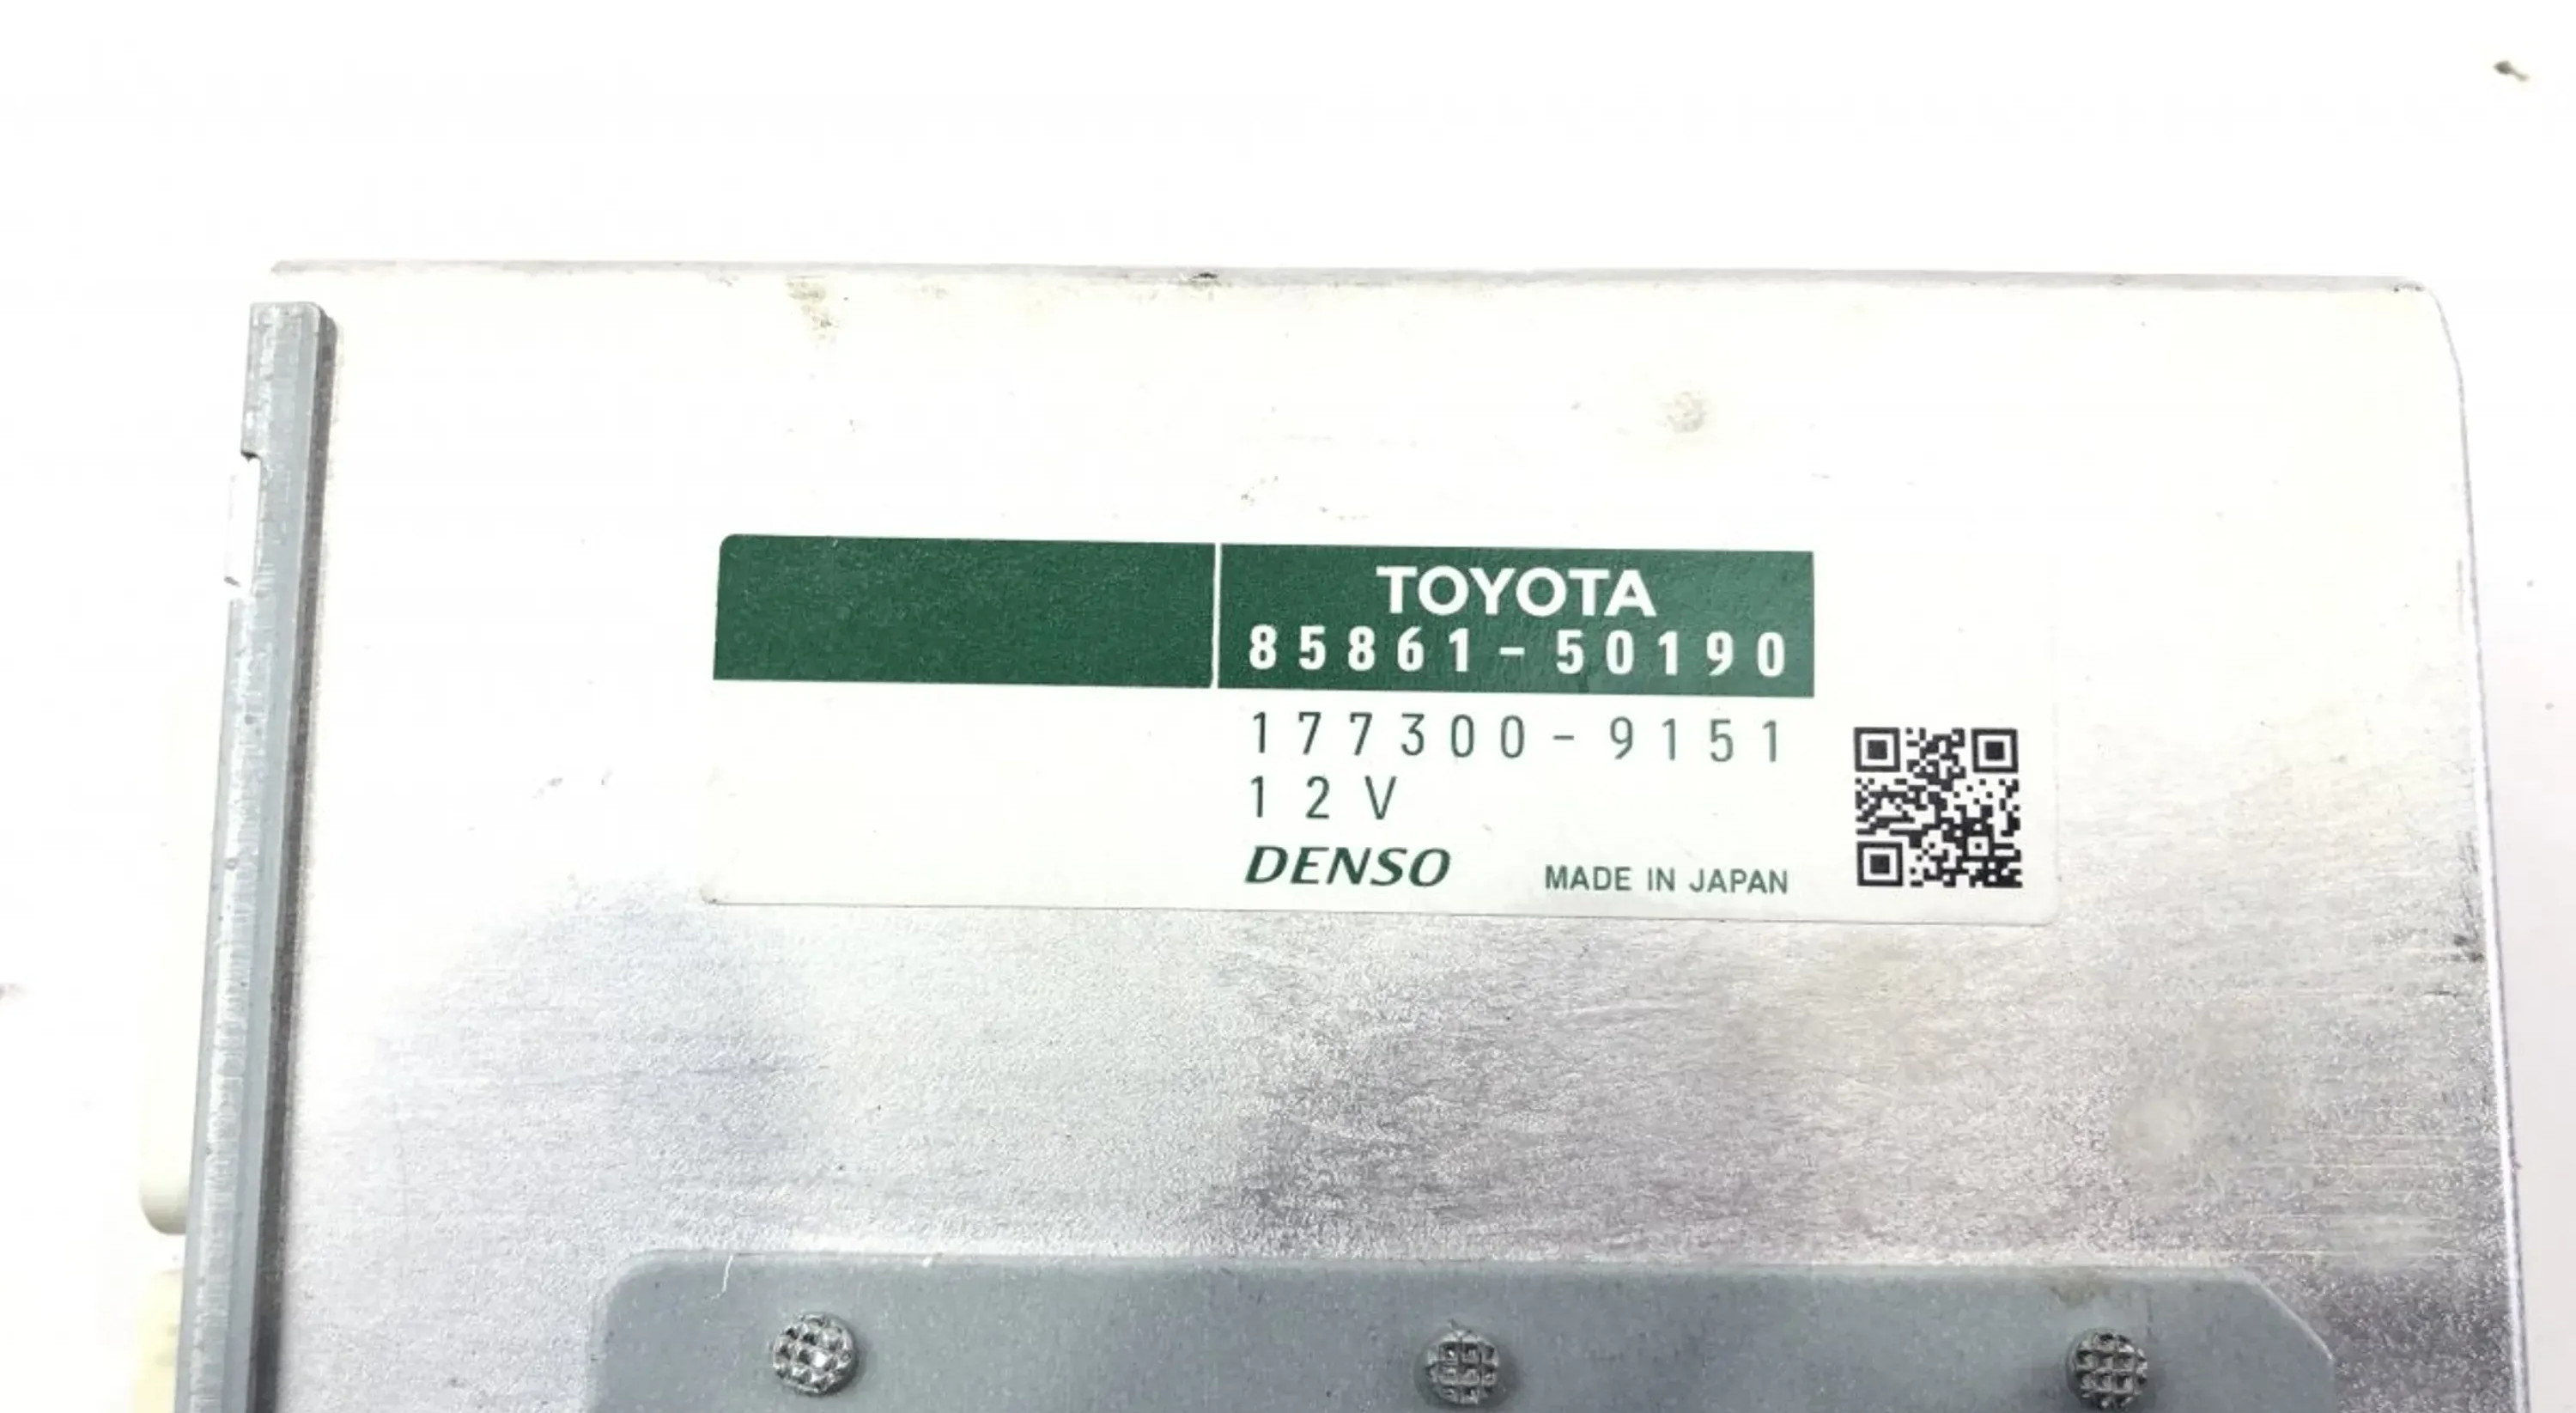 TOYOTA
85861-50190
177300-9151
12V
DENSO MADE IN JAPAN